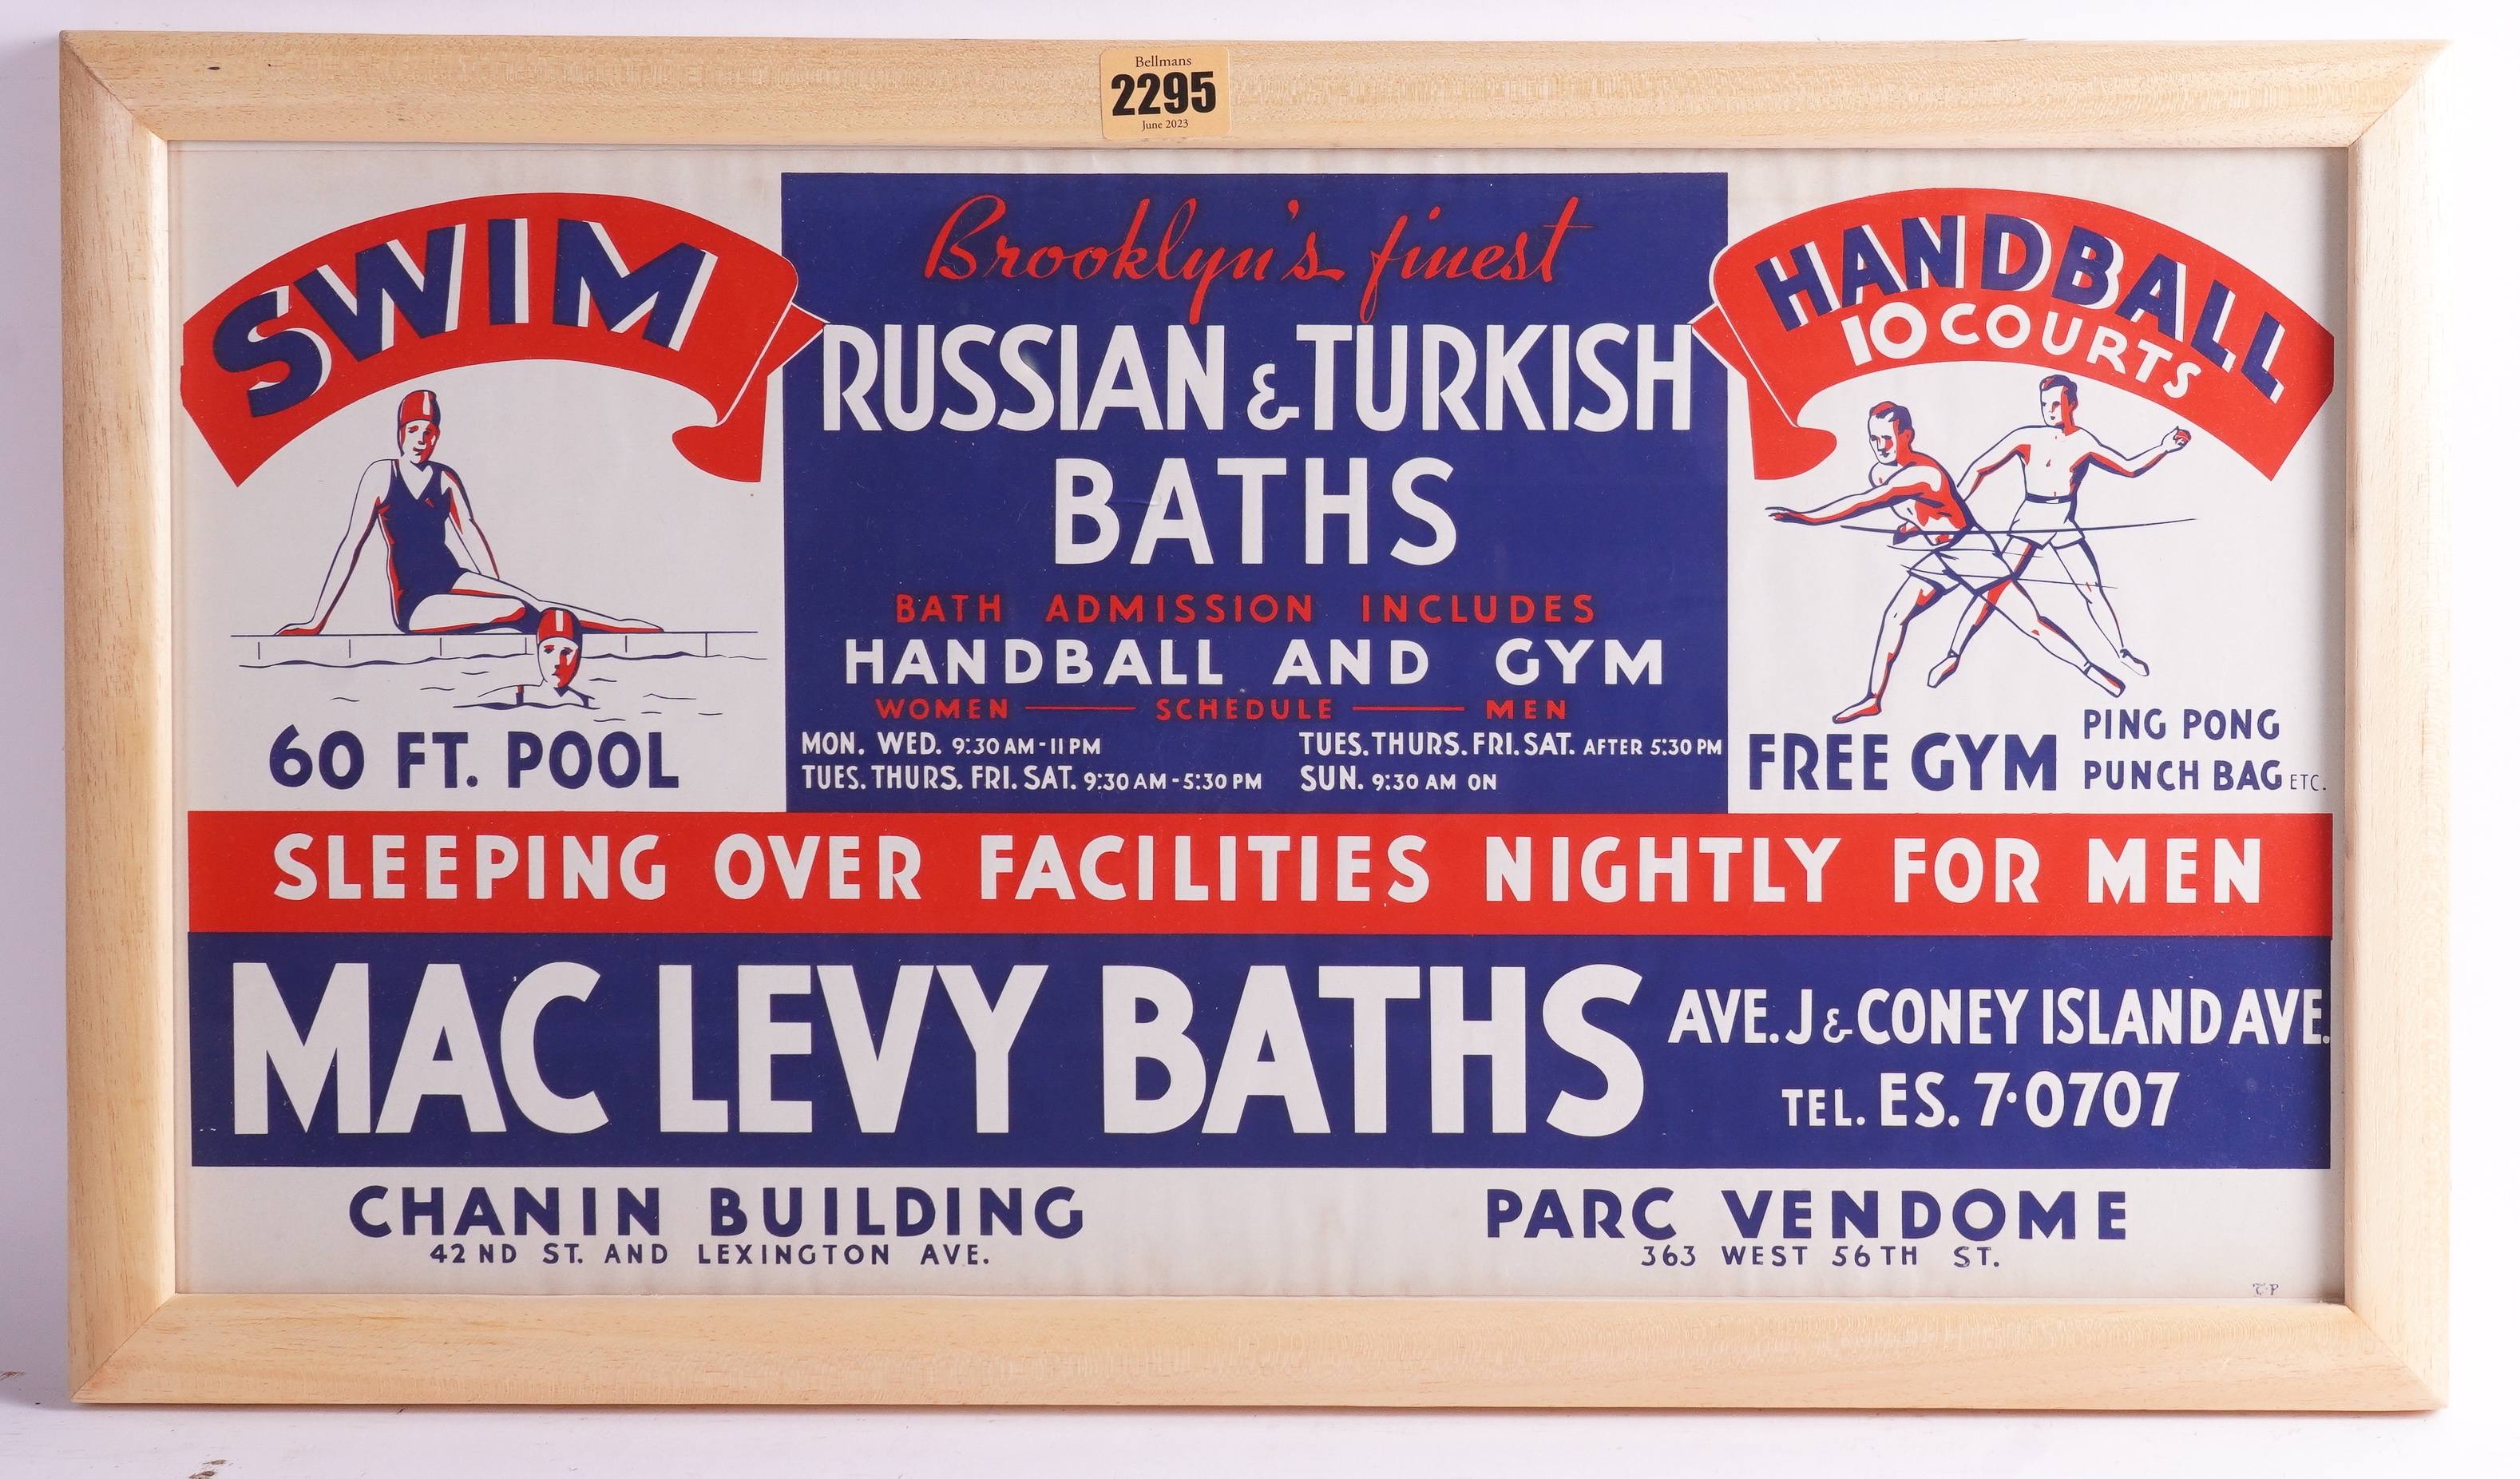 Bellmans
2295
June 2023
SWIM
60 FT. POOL
Brooklyn's finest
RUSSIAN & TURKISH
BATHS
BATH ADMISSION INCLUDES
HANDBALL AND GYM
WOMEN — SCHEDULE — MEN
MON. WED. 9:30 AM-11 PM
TUES. THURS. FRI. SAT. 9:30 AM-5:30 PM
TUES. THURS. FRI. SAT. AFTER 5:30 PM
SUN. 9:30 AM ON
HANDBALL
10 COURTS
FREE GYM
PING PONG
PUNCH BAG ETC.
SLEEPING OVER FACILITIES NIGHTLY FOR MEN
MAC LEVY BATHS
AVE. J & CONEY ISLAND AVE.
TEL. ES. 7·0707
CHANIN BUILDING
42ND ST. AND LEXINGTON AVE.
PARC VENDOME
363 WEST 56TH ST.